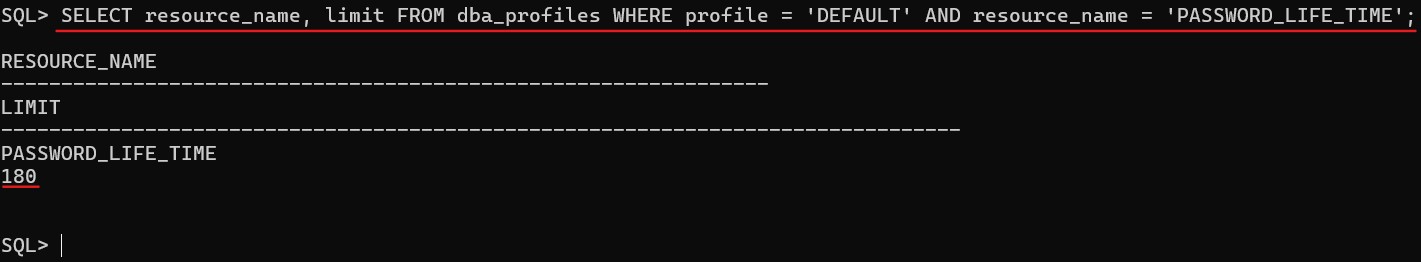 SQL> SELECT resource_name, limit FROM dba_profiles WHERE profile = 'DEFAULT' AND resource_name = 'PASSWORD_LIFE_TIME';
RESOURCE_NAME
----------------------------------------------------------------
LIMIT
--------------------------------------------------------------------------------
PASSWORD_LIFE_TIME
180
SQL>